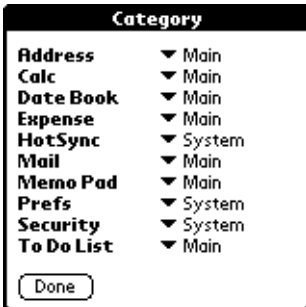 Category
Address Main
Calc Main
Date Book Main
Expense Main
HotSync System
Mail Main
Memo Pad Main
Prefs System
Security System
To Do List Main
Done